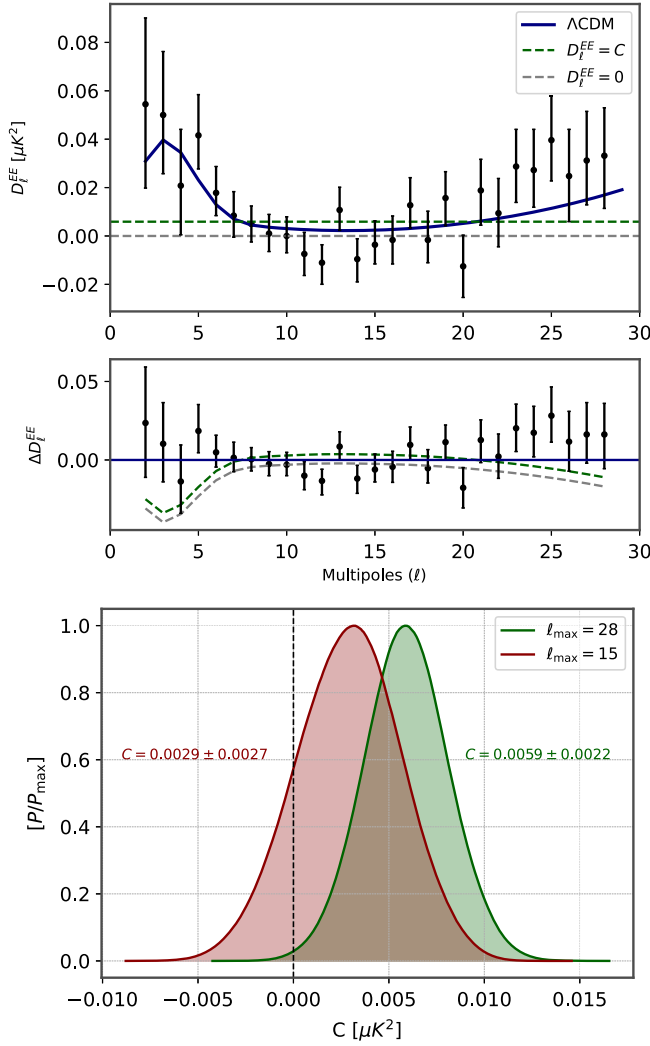 ΛCDM
D_ℓ^{EE} = C
D_ℓ^{EE} = 0
D_ℓ^{EE} [μK²]
0.08
0.06
0.04
0.02
0.00
−0.02
0 5 10 15 20 25 30
ΔD_ℓ^{EE}
0.05
0.00
0 5 10 15 20 25 30
Multipoles (ℓ)
ℓ_max = 28
ℓ_max = 15
[P/P_max]
1.0
0.8
0.6
0.4
0.2
0.0
C = 0.0029 ± 0.0027
C = 0.0059 ± 0.0022
−0.010 −0.005 0.000 0.005 0.010 0.015
C [μK²]